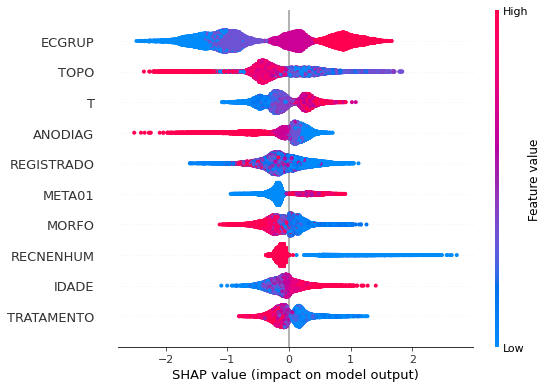 High
ECGRUP
TOPO
T
ANODIAG
REGISTRADO
META01
MORFO
RECNENHUM
IDADE
TRATAMENTO
Feature value
Low
−2 −1 0 1 2
SHAP value (impact on model output)